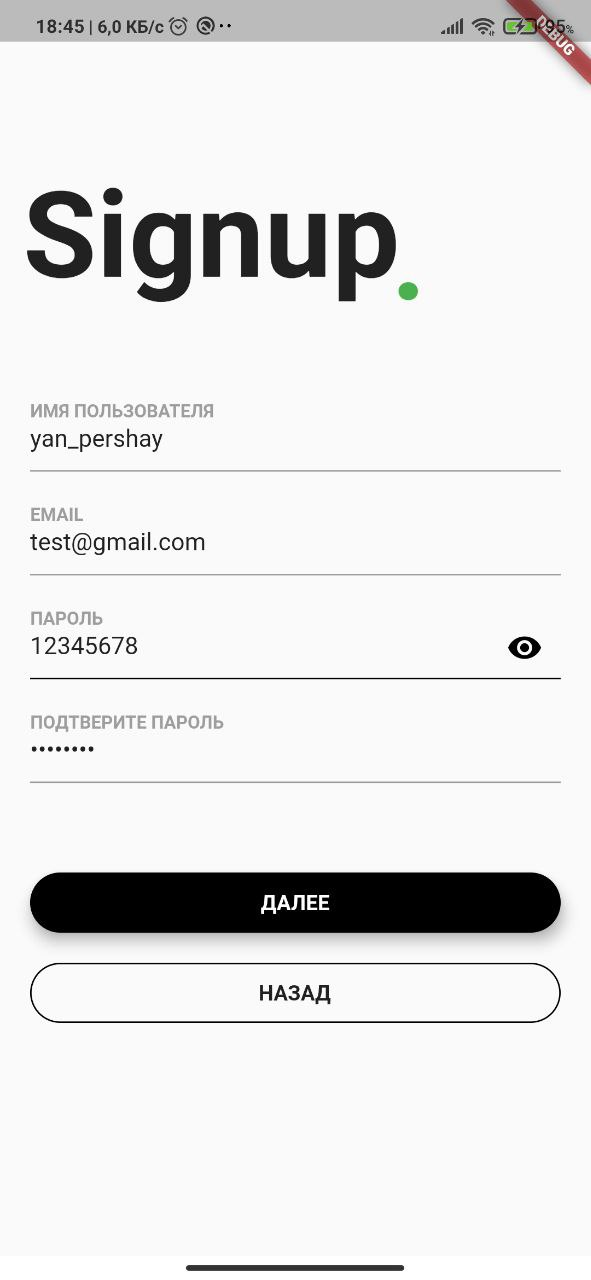 18:45 | 6,0 КБ/с
95%
DEBUG
Signup.
ИМЯ ПОЛЬЗОВАТЕЛЯ
yan_pershay
EMAIL
test@gmail.com
ПАРОЛЬ
12345678
ПОДТВЕРИТЕ ПАРОЛЬ
••••••••
ДАЛЕЕ
НАЗАД